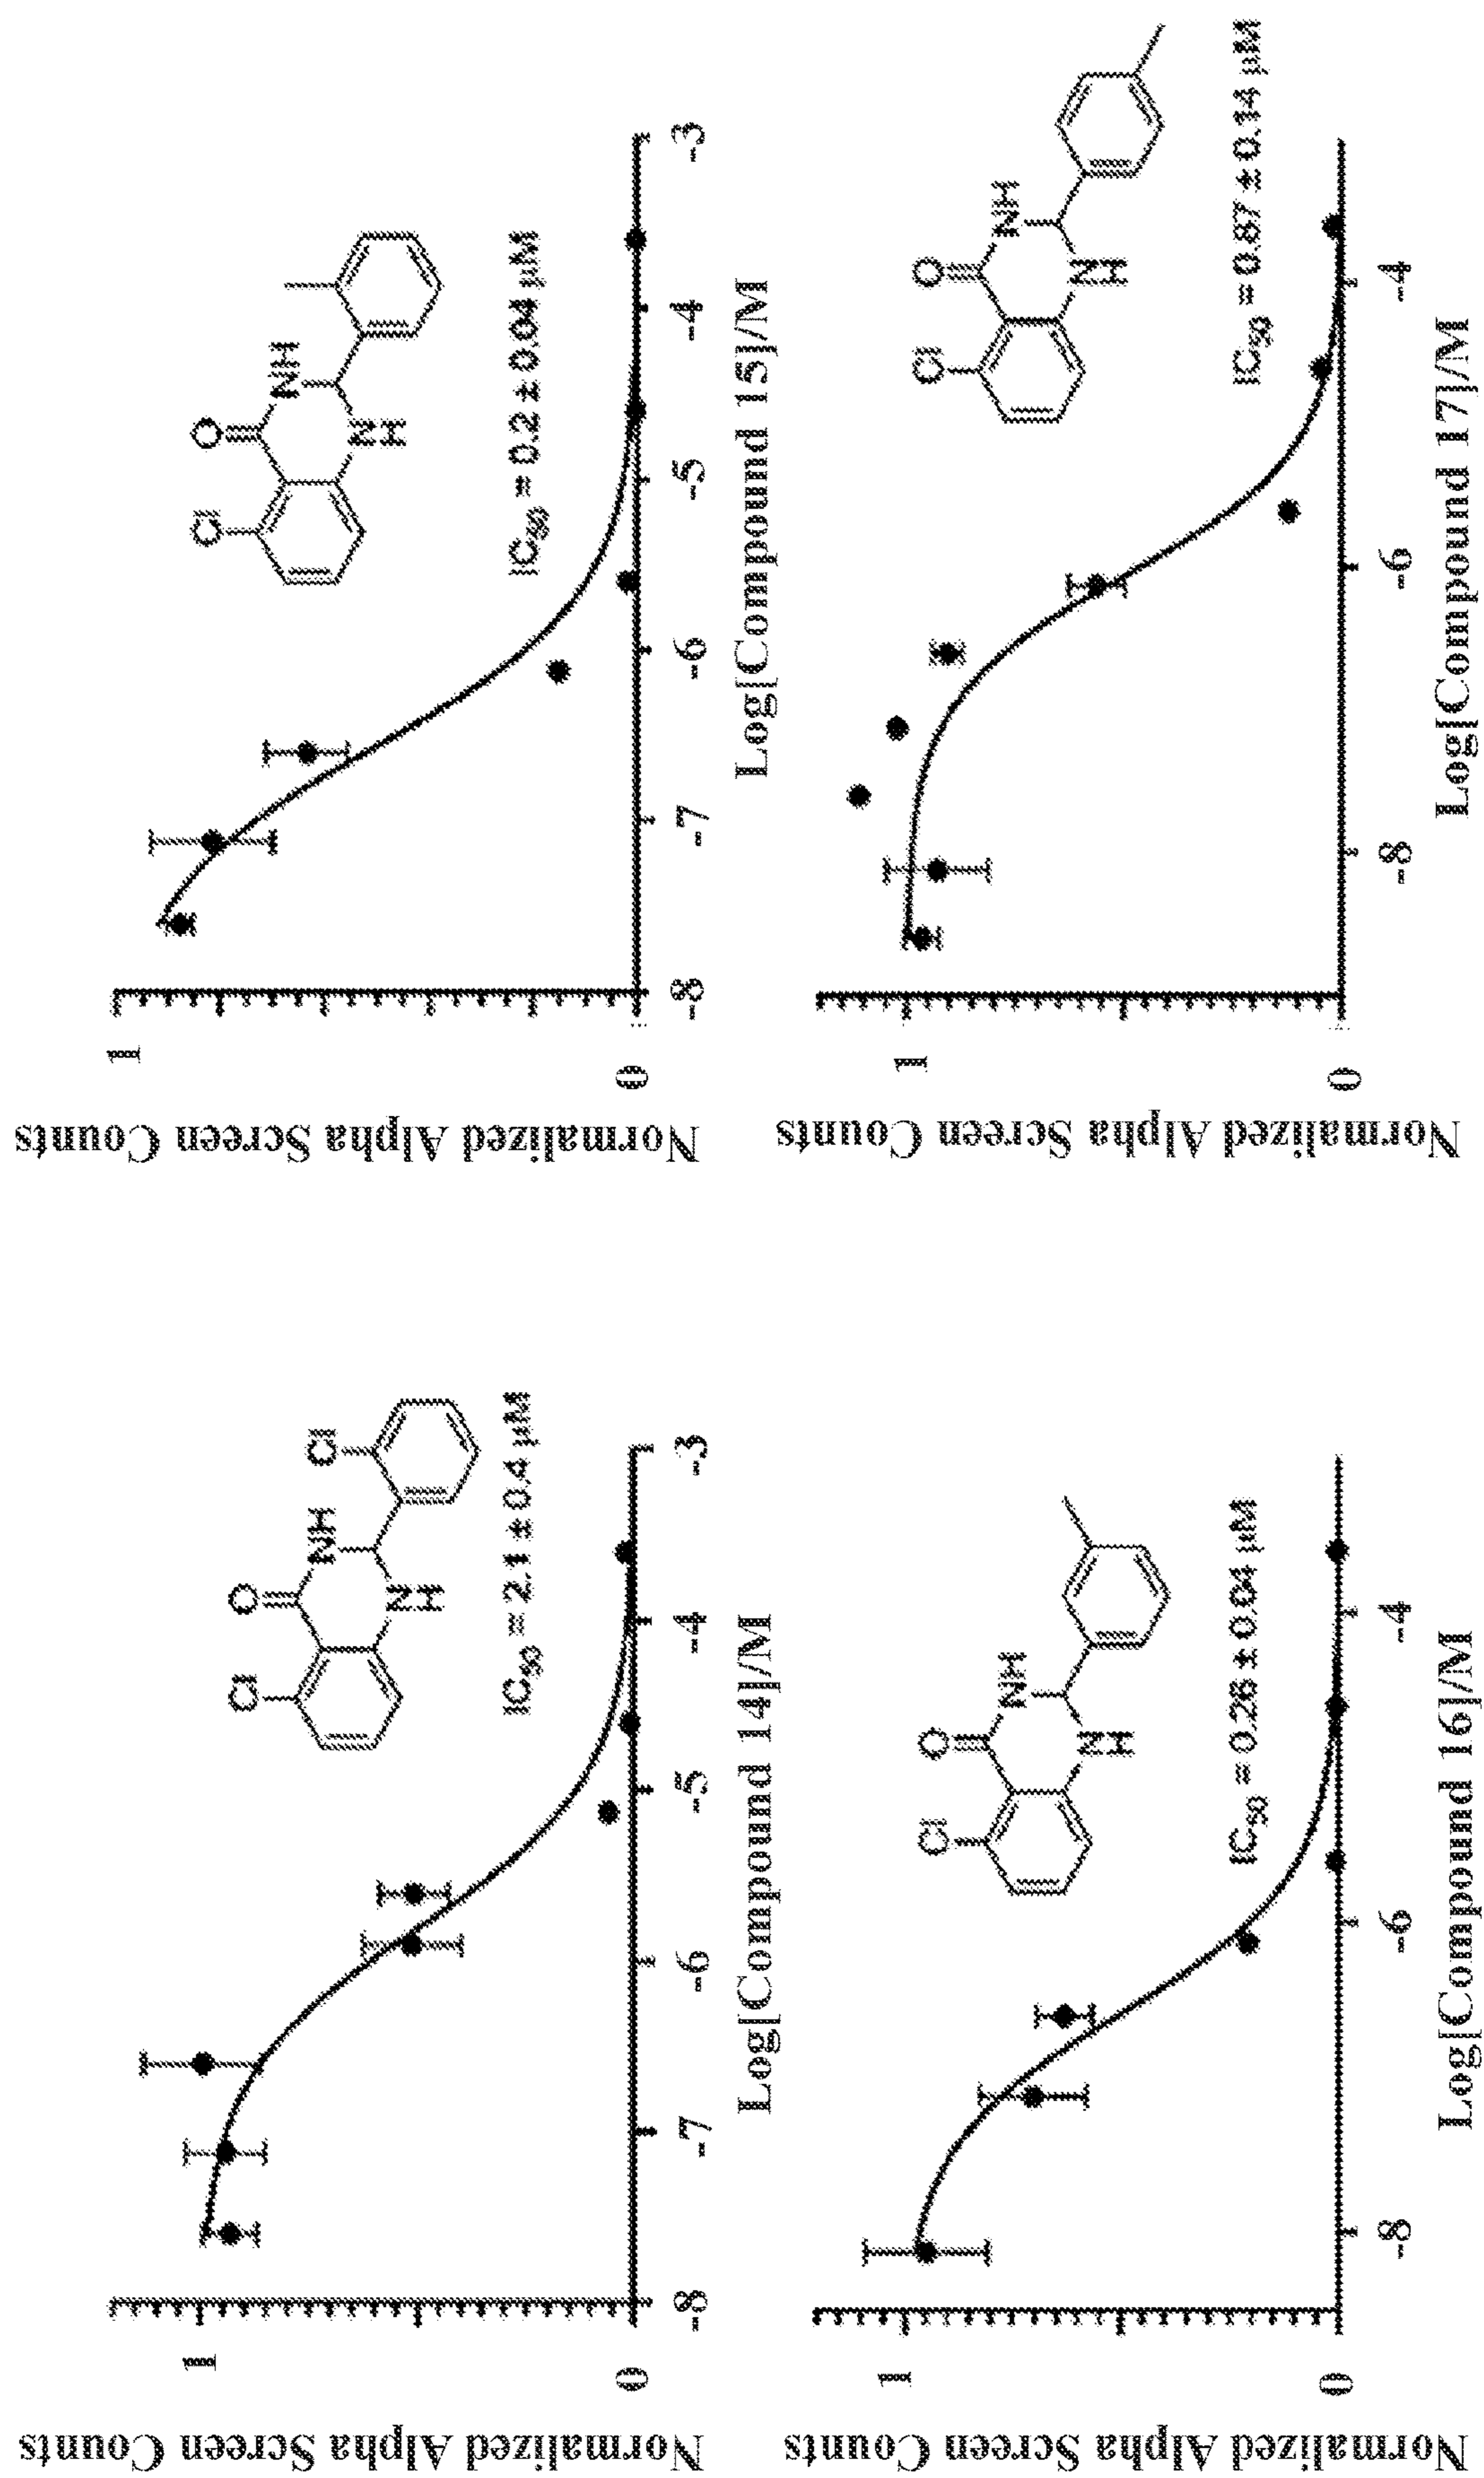 Normalized Alpha Screen Counts
1
0
Cl
O
NH
N
H
Cl
IC50 = 2.1 ± 0.4 µM
-8
-7
-6
-5
-4
-3
Log[Compound 14]/M
Normalized Alpha Screen Counts
1
0
Cl
O
NH
N
H
IC50 = 0.2 ± 0.04 µM
-8
-7
-6
-5
-4
-3
Log[Compound 15]/M
Normalized Alpha Screen Counts
1
0
Cl
O
NH
N
H
IC50 = 0.26 ± 0.04 µM
-8
-6
-4
Log[Compound 16]/M
Normalized Alpha Screen Counts
1
0
Cl
O
NH
N
H
IC50 = 0.87 ± 0.14 µM
-8
-6
-4
Log[Compound 17]/M